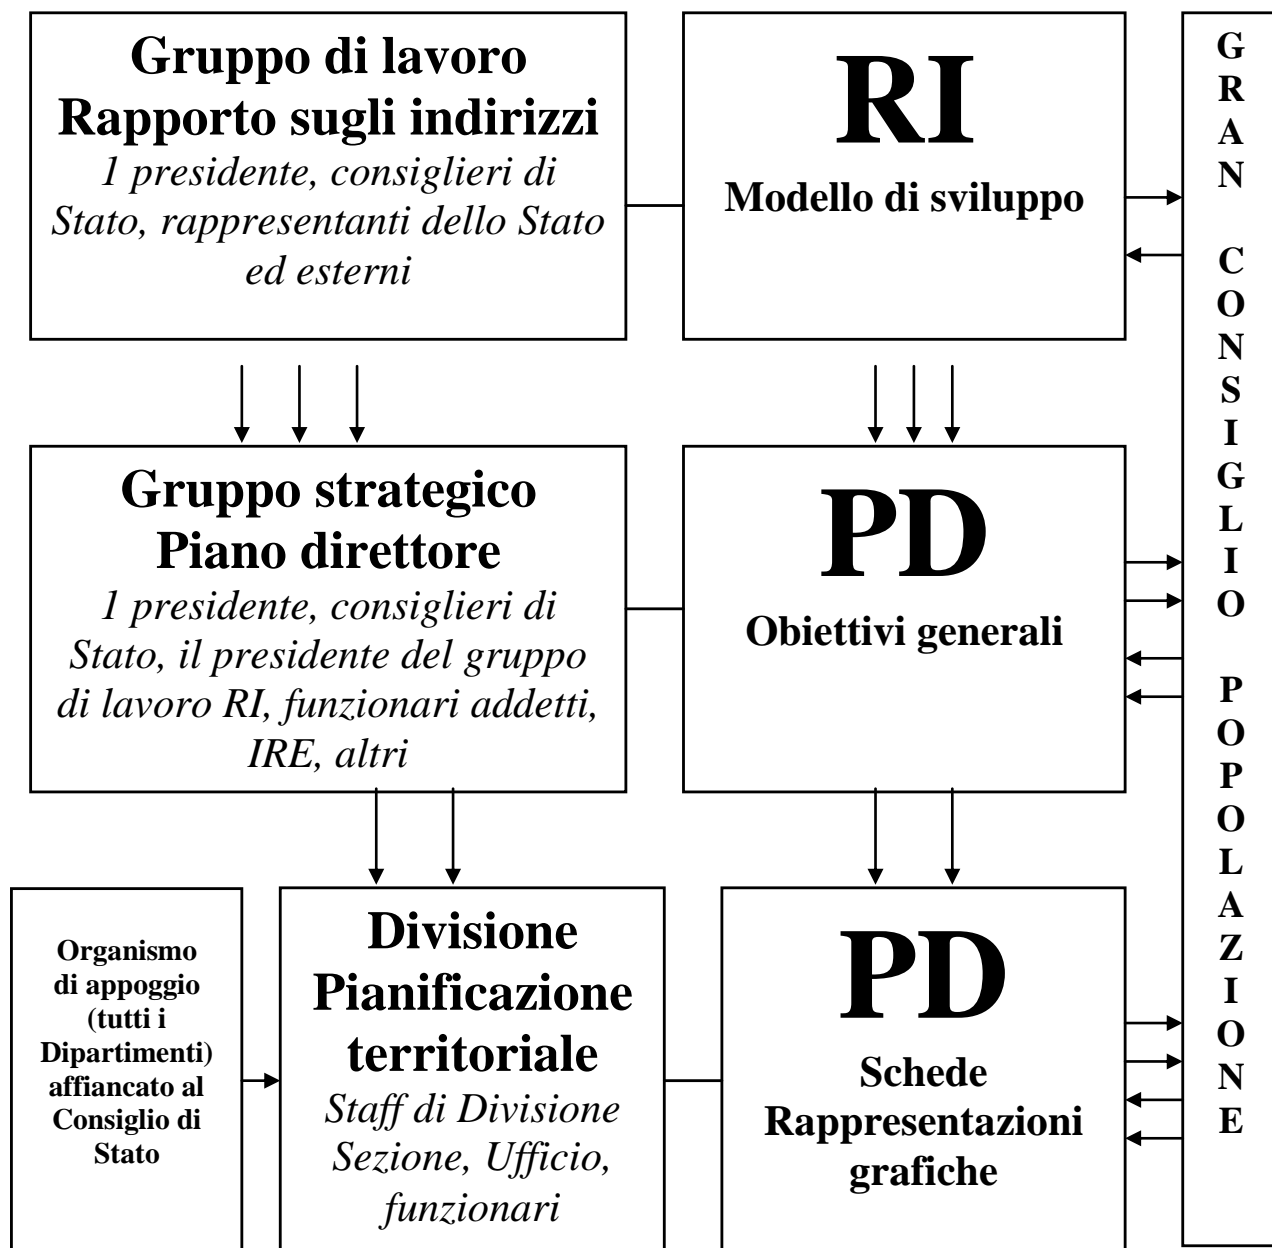 Gruppo di lavoro
Rapporto sugli indirizzi
1 presidente, consiglieri di
Stato, rappresentanti dello Stato
ed esterni
RI
Modello di sviluppo
Gruppo strategico
Piano direttore
1 presidente, consiglieri di
Stato, il presidente del gruppo
di lavoro RI, funzionari addetti,
IRE, altri
PD
Obiettivi generali
Organismo
di appoggio
(tutti i
Dipartimenti)
affiancato al
Consiglio di
Stato
Divisione
Pianificazione
territoriale
Staff di Divisione
Sezione, Ufficio,
funzionari
PD
Schede
Rappresentazioni
grafiche
GRAN CONSIGLIO POPOLAZIONE